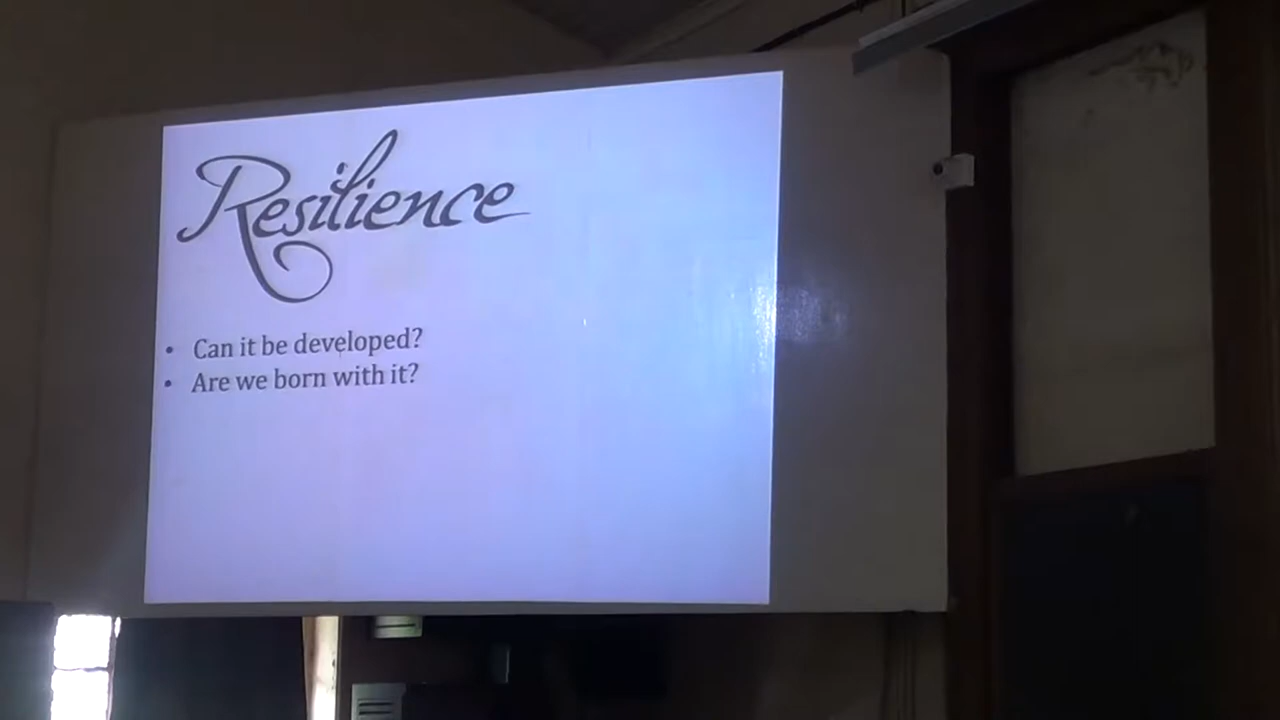 Resilience
• Can it be developed?
• Are we born with it?